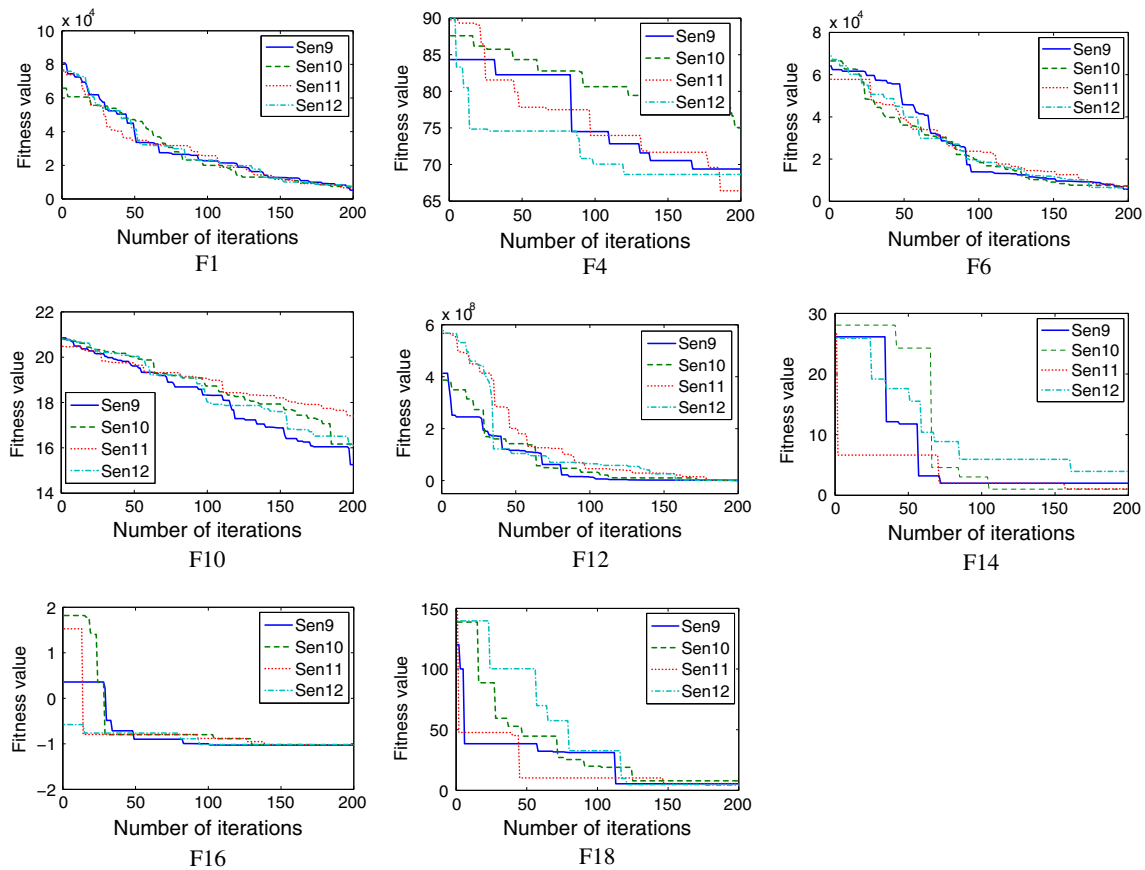 x 10⁴
10
8
6
4
2
0
Fitness value
0 50 100 150 200
Number of iterations
Sen9
Sen10
Sen11
Sen12
F1
90
85
80
75
70
65
Fitness value
0 50 100 150 200
Number of iterations
Sen9
Sen10
Sen11
Sen12
F4
x 10⁴
8
6
4
2
0
Fitness value
0 50 100 150 200
Number of iterations
Sen9
Sen10
Sen11
Sen12
F6
22
20
18
16
14
Fitness value
0 50 100 150 200
Number of iterations
Sen9
Sen10
Sen11
Sen12
F10
x 10⁸
6
4
2
0
Fitness value
0 50 100 150 200
Number of iterations
Sen9
Sen10
Sen11
Sen12
F12
30
20
10
0
Fitness value
0 50 100 150 200
Number of iterations
Sen9
Sen10
Sen11
Sen12
F14
2
1
0
−1
−2
Fitness value
0 50 100 150 200
Number of iterations
Sen9
Sen10
Sen11
Sen12
F16
150
100
50
0
Fitness value
0 50 100 150 200
Number of iterations
Sen9
Sen10
Sen11
Sen12
F18